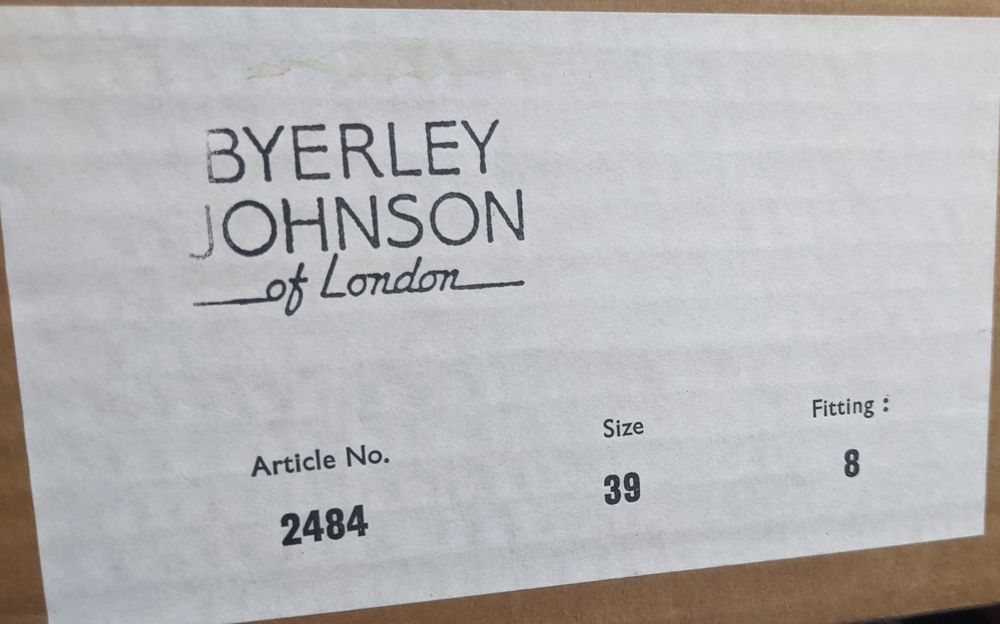 BYERLEY
JOHNSON
of London
Article No. Size Fitting :
2484 39 8